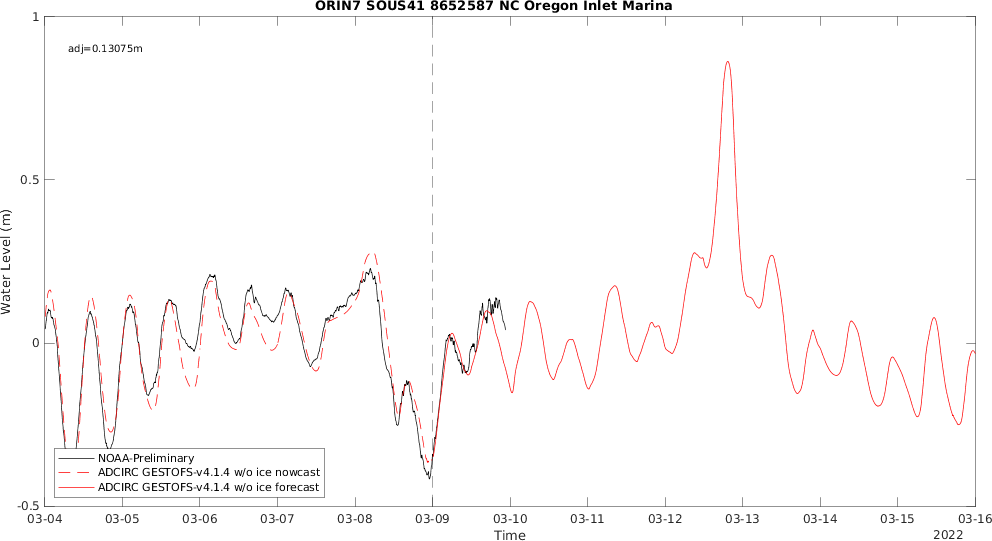 ORIN7 SOUS41 8652587 NC Oregon Inlet Marina
1
adj=0.13075m
0.5
Water Level (m)
0
NOAA-Preliminary
ADCIRC GESTOFS-v4.1.4 w/o ice nowcast
ADCIRC GESTOFS-v4.1.4 w/o ice forecast
-0.5
03-04 03-05 03-06 03-07 03-08 03-09 03-10 03-11 03-12 03-13 03-14 03-15 03-16
Time
2022